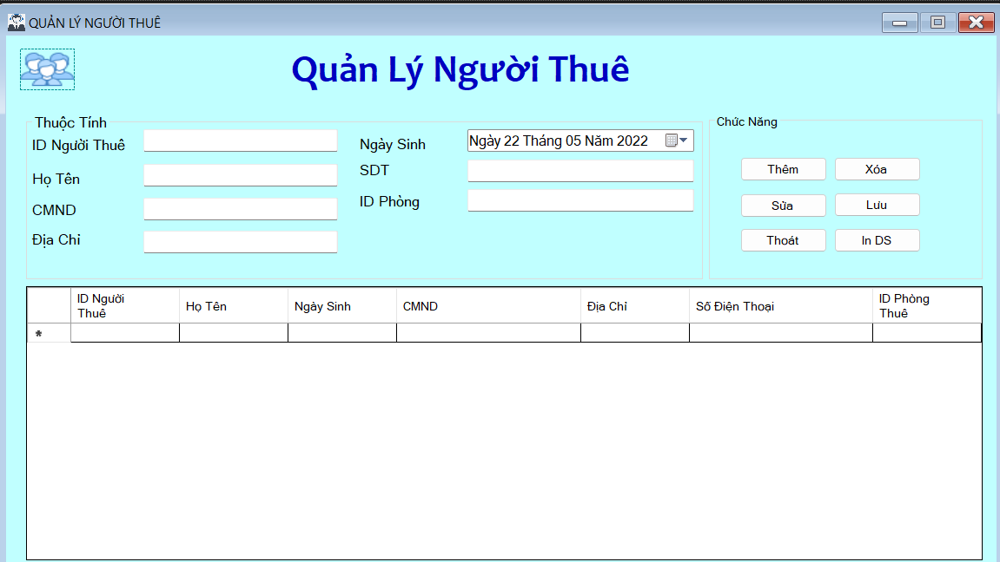 QUẢN LÝ NGƯỜI THUÊ
Quản Lý Người Thuê
Thuộc Tính
ID Người Thuê
Họ Tên
CMND
Địa Chỉ
Ngày Sinh
Ngày 22 Tháng 05 Năm 2022
SDT
ID Phòng
Chức Năng
Thêm
Xóa
Sửa
Lưu
Thoát
In DS
ID Người
Thuê
Họ Tên
Ngày Sinh
CMND
Địa Chỉ
Số Điện Thoại
ID Phòng
Thuê
*